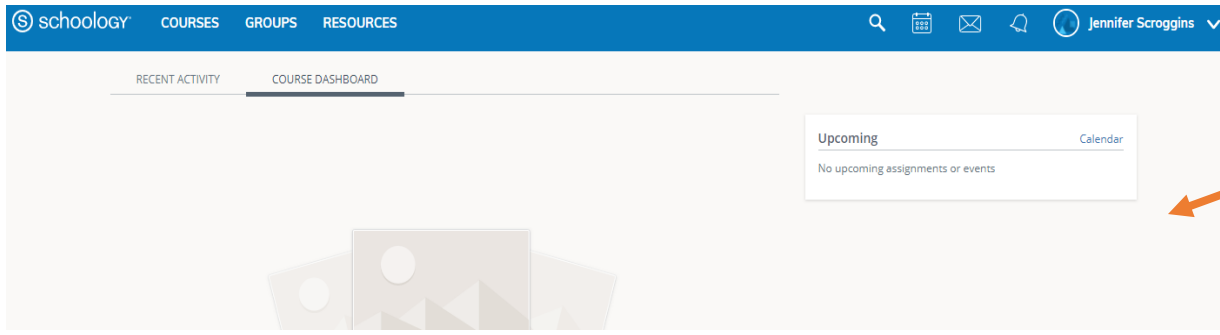 schoology COURSES GROUPS RESOURCES Jennifer Scroggins
RECENT ACTIVITY COURSE DASHBOARD
Upcoming Calendar
No upcoming assignments or events